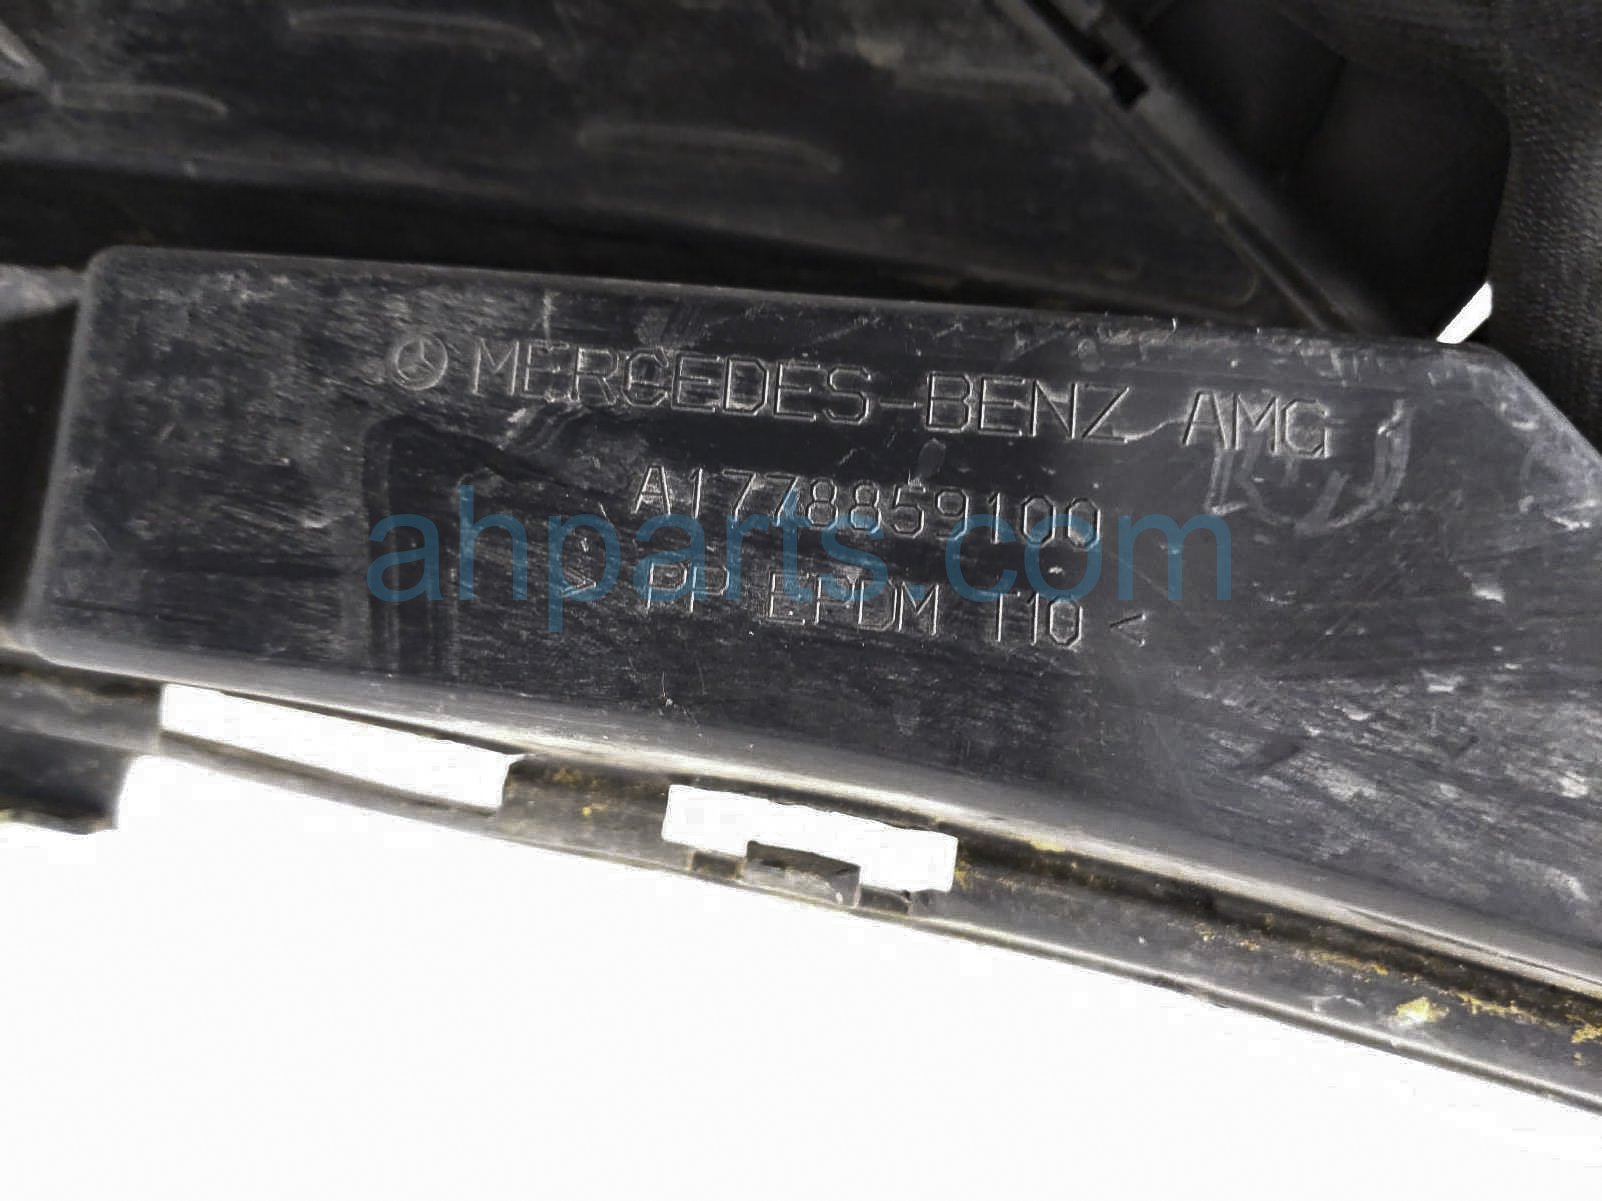 MERCEDES-BENZ AMG
A1778859100
> PP EPDM T10 <
ahparts.com